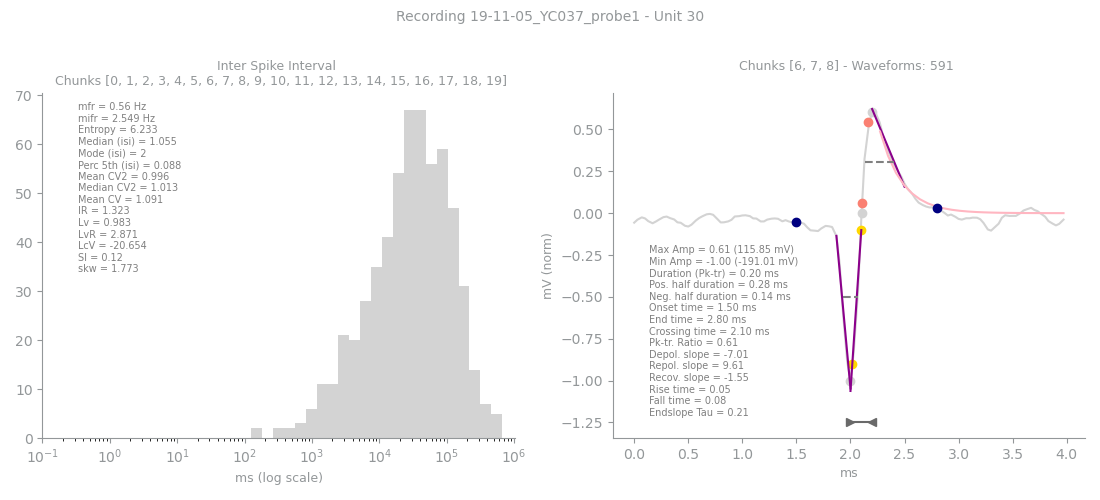 Recording 19-11-05_YC037_probe1 - Unit 30
Inter Spike Interval
Chunks [0, 1, 2, 3, 4, 5, 6, 7, 8, 9, 10, 11, 12, 13, 14, 15, 16, 17, 18, 19]
70
60
50
40
30
20
10
0
mfr = 0.56 Hz
mifr = 2.549 Hz
Entropy = 6.233
Median (isi) = 1.055
Mode (isi) = 2
Perc 5th (isi) = 0.088
Mean CV2 = 0.996
Median CV2 = 1.013
Mean CV = 1.091
IR = 1.323
Lv = 0.983
LvR = 2.871
LcV = -20.654
SI = 0.12
skw = 1.773
10⁻¹ 10⁰ 10¹ 10² 10³ 10⁴ 10⁵ 10⁶
ms (log scale)
Chunks [6, 7, 8] - Waveforms: 591
mV (norm)
0.50
0.25
0.00
−0.25
−0.50
−0.75
−1.00
−1.25
Max Amp = 0.61 (115.85 mV)
Min Amp = -1.00 (-191.01 mV)
Duration (Pk-tr) = 0.20 ms
Pos. half duration = 0.28 ms
Neg. half duration = 0.14 ms
Onset time = 1.50 ms
End time = 2.80 ms
Crossing time = 2.10 ms
Pk-tr. Ratio = 0.61
Depol. slope = -7.01
Repol. slope = 9.61
Recov. slope = -1.55
Rise time = 0.05
Fall time = 0.08
Endslope Tau = 0.21
0.0 0.5 1.0 1.5 2.0 2.5 3.0 3.5 4.0
ms